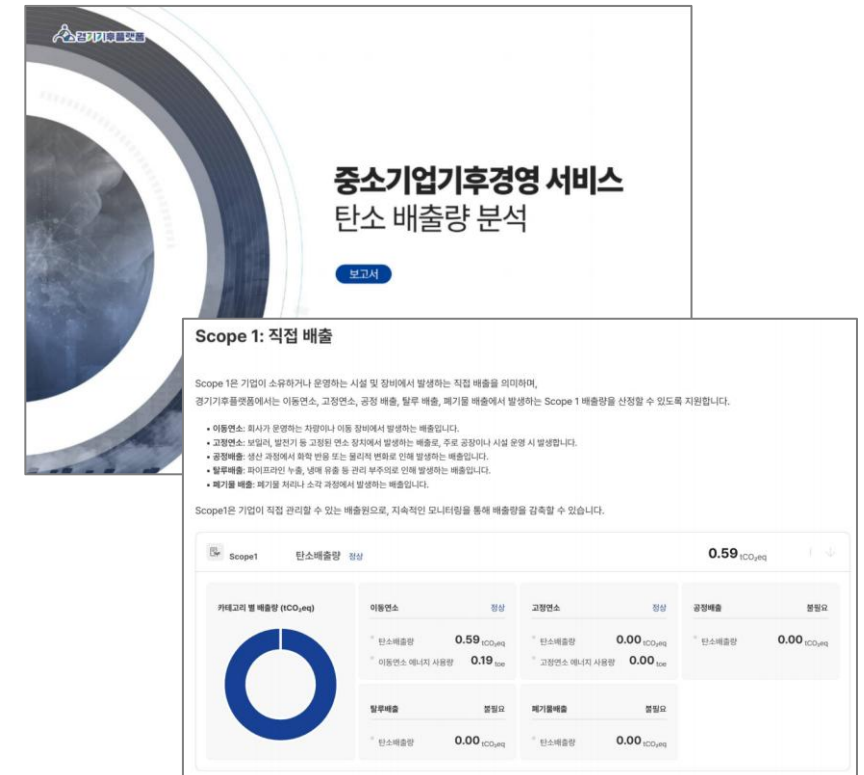 경기기후플랫폼
중소기업기후경영 서비스
탄소 배출량 분석
보고서
Scope 1: 직접 배출
Scope 1은 기업이 소유하거나 운영하는 시설 및 장비에서 발생하는 직접 배출을 의미하며,
경기기후플랫폼에서는 이동연소, 고정연소, 공정 배출, 탈루 배출, 폐기물 배출에서 발생하는 Scope 1 배출량을 산정할 수 있도록 지원합니다.
• 이동연소: 회사가 운영하는 차량이나 이동 장비에서 발생하는 배출입니다.
• 고정연소: 보일러, 발전기 등 고정된 연소 장치에서 발생하는 배출로, 주로 공장이나 시설 운영 시 발생합니다.
• 공정배출: 생산 과정에서 화학 반응 또는 물리적 변화로 인해 발생하는 배출입니다.
• 탈루배출: 파이프라인 누출, 냉매 유출 등 관리 부주의로 인해 발생하는 배출입니다.
• 폐기물 배출: 폐기물 처리나 소각 과정에서 발생하는 배출입니다.
Scope1은 기업이 직접 관리할 수 있는 배출원으로, 지속적인 모니터링을 통해 배출량을 감축할 수 있습니다.
Scope1 탄소배출량 정상 0.59 tCO₂eq
카테고리 별 배출량 (tCO₂eq)
이동연소 정상
탄소배출량 0.59 tCO₂eq
이동연소 에너지 사용량 0.19 toe
고정연소 정상
탄소배출량 0.00 tCO₂eq
고정연소 에너지 사용량 0.00 toe
공정배출 불필요
탄소배출량 0.00 tCO₂eq
탈루배출 불필요
탄소배출량 0.00 tCO₂eq
폐기물배출 불필요
탄소배출량 0.00 tCO₂eq